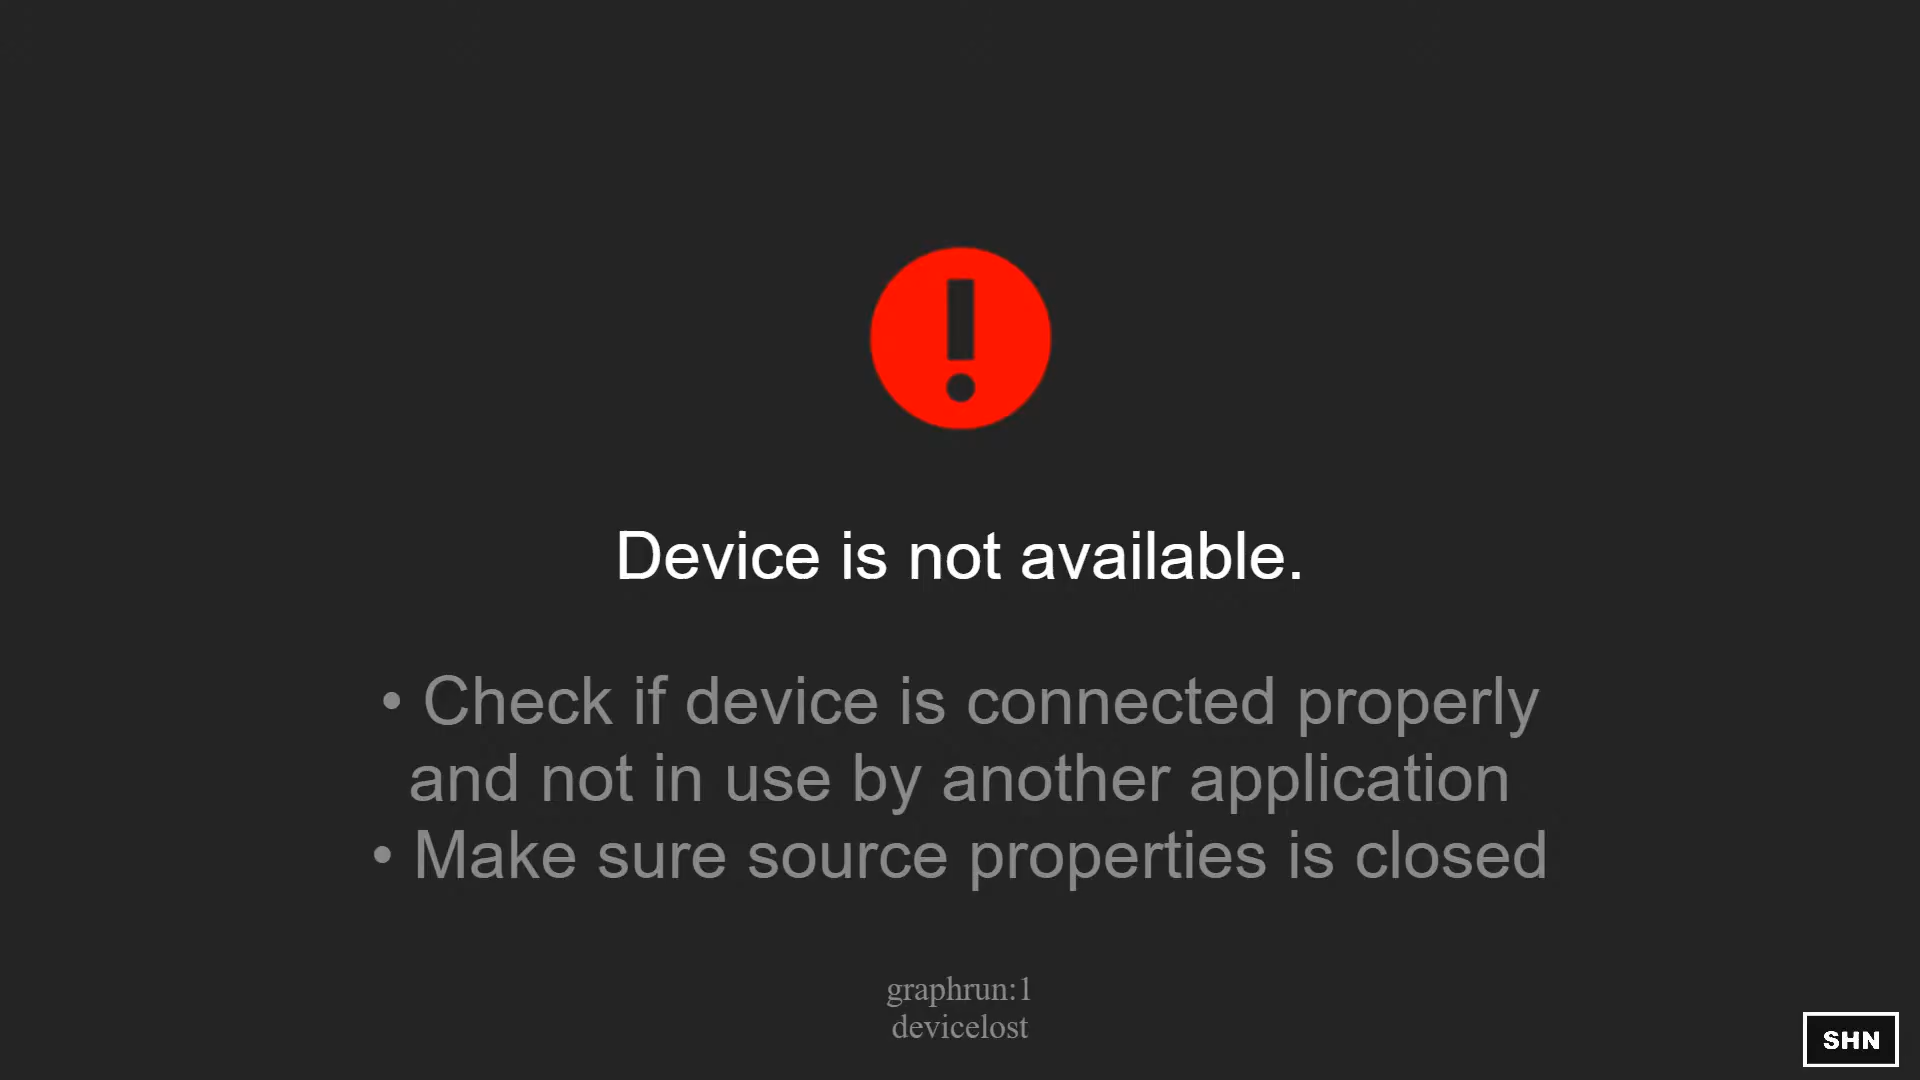 Device is not available.
• Check if device is connected properly
and not in use by another application
• Make sure source properties is closed
graphrun:1
devicelost
SHN